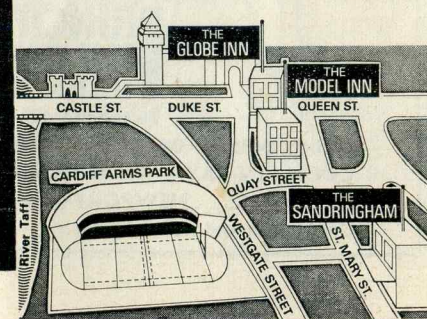 THE
GLOBE INN
THE
MODEL INN
CASTLE ST.
DUKE ST.
QUEEN ST.
CARDIFF ARMS PARK
QUAY STREET
THE
SANDRINGHAM
River Taff
WESTGATE STREET
ST. MARY ST.